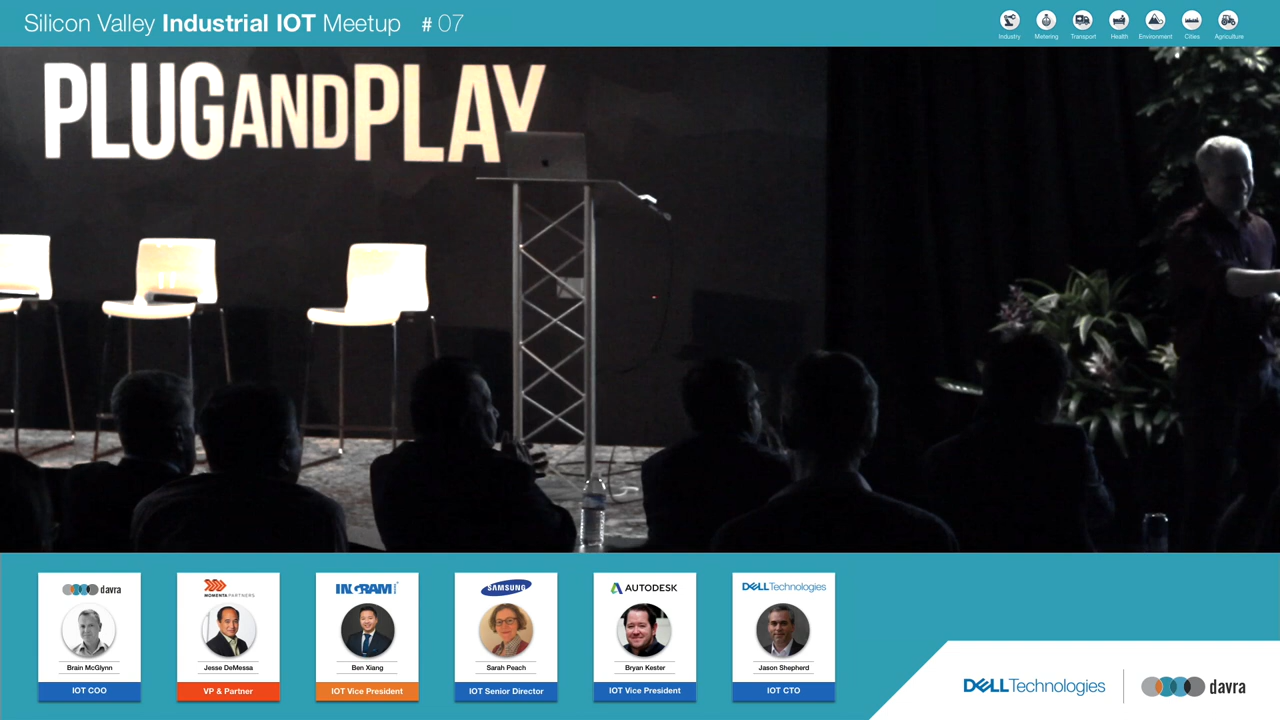 Silicon Valley Industrial IOT Meetup # 07
Industry Metering Transport Health Environment Cities Agriculture
PLUGANDPLAY
davra
MOMENTA PARTNERS
INGRAM
SAMSUNG
AUTODESK
DELL Technologies
Brain McGlynn
Jesse DeMessa
Ben Xiang
Sarah Peach
Bryan Kester
Jason Shepherd
IOT COO
VP & Partner
IOT Vice President
IOT Senior Director
IOT Vice President
IOT CTO
DELL Technologies
davra